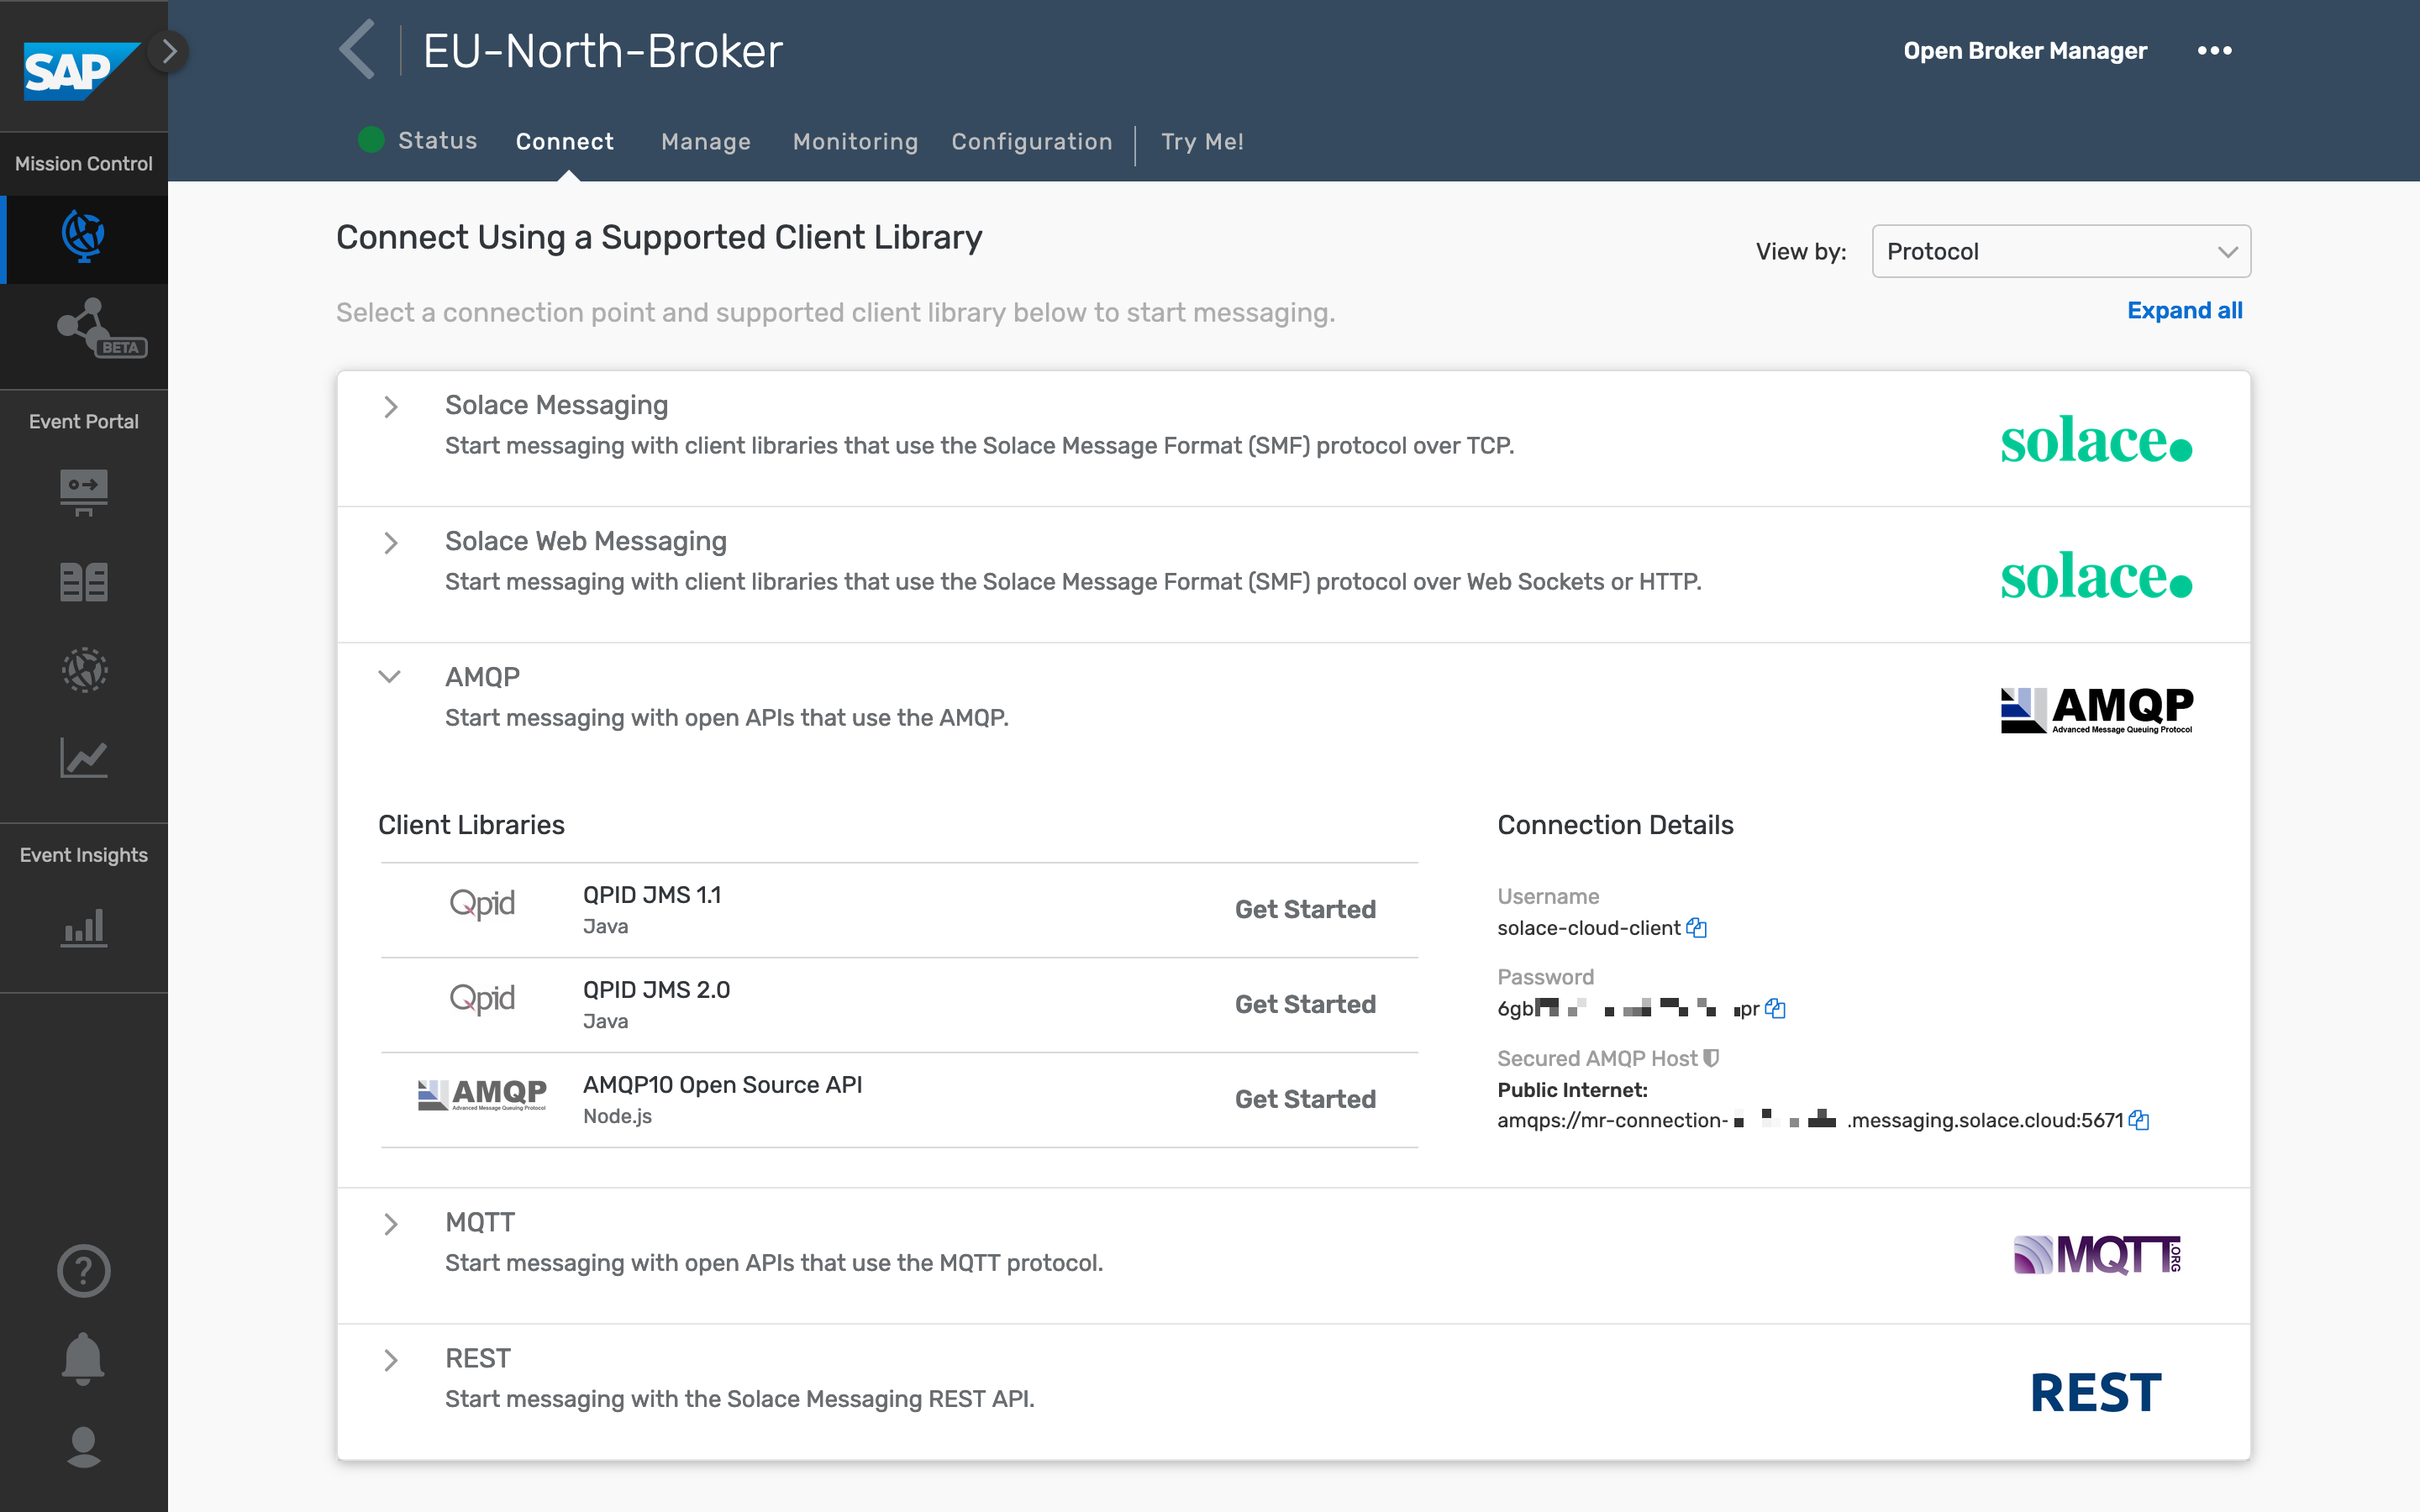 SAP
EU-North-Broker
Open Broker Manager
Status
Connect
Manage
Monitoring
Configuration
Try Me!
Mission Control
BETA
Event Portal
Event Insights
Connect Using a Supported Client Library
View by:
Protocol
Select a connection point and supported client library below to start messaging.
Expand all
Solace Messaging
Start messaging with client libraries that use the Solace Message Format (SMF) protocol over TCP.
solace
Solace Web Messaging
Start messaging with client libraries that use the Solace Message Format (SMF) protocol over Web Sockets or HTTP.
solace
AMQP
Start messaging with open APIs that use the AMQP.
AMQP
Advanced Message Queuing Protocol
Client Libraries
Qpid
QPID JMS 1.1
Java
Get Started
Qpid
QPID JMS 2.0
Java
Get Started
AMQP
Advanced Message Queuing Protocol
AMQP10 Open Source API
Node.js
Get Started
Connection Details
Username
solace-cloud-client
Password
6gb pr
Secured AMQP Host
Public Internet:
amqps://mr-connection- .messaging.solace.cloud:5671
MQTT
Start messaging with open APIs that use the MQTT protocol.
MQTT.ORG
REST
Start messaging with the Solace Messaging REST API.
REST
?